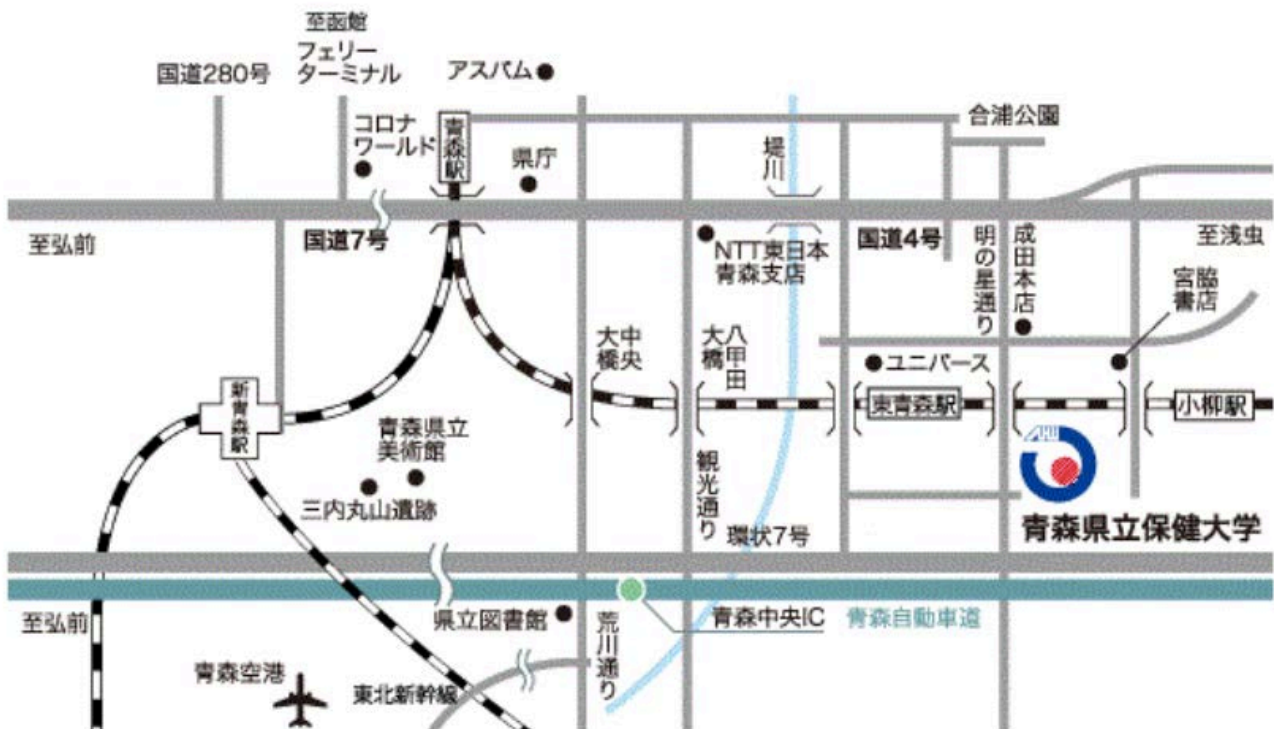 至函館
フェリー
ターミナル
国道280号
アスパム
コロナ
ワールド
青森駅
県庁
堤川
合浦公園
至弘前
国道7号
NTT東日本
青森支店
国道4号
明の星通り
成田本店
至浅虫
宮脇
書店
中央
大橋
八甲田
大橋
ユニバース
新青森駅
東青森駅
小柳駅
青森県立
美術館
三内丸山遺跡
観光通り
環状7号
青森県立保健大学
至弘前
県立図書館
荒川通り
青森中央IC
青森自動車道
青森空港
東北新幹線